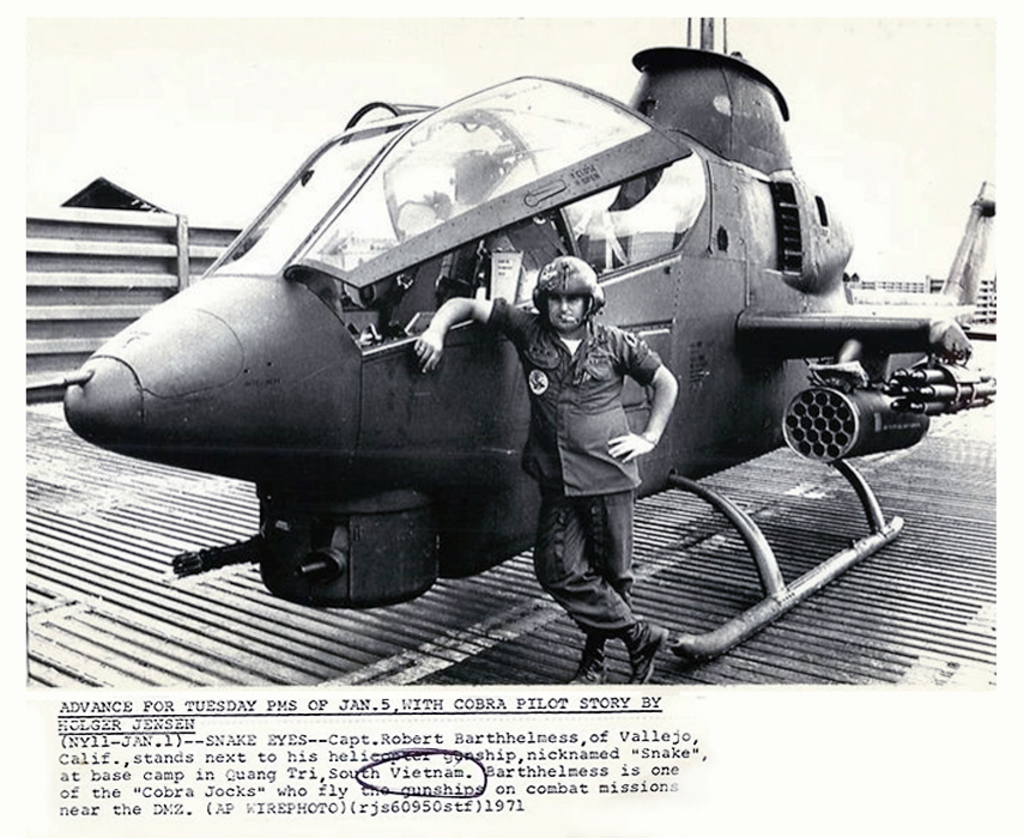 CLOSE
OPEN
ADVANCE FOR TUESDAY PMS OF JAN.5,WITH COBRA PILOT STORY BY
HOLGER JENSEN
(NY11-JAN.1)--SNAKE EYES--Capt.Robert Barthhelmess,of Vallejo,
Calif.,stands next to his helicopter gunship,nicknamed "Snake",
at base camp in Quang Tri,South Vietnam. Barthhelmess is one
of the "Cobra Jocks" who fly the gunships on combat missions
near the DMZ. (AP WIREPHOTO)(rjs60950stf)1971